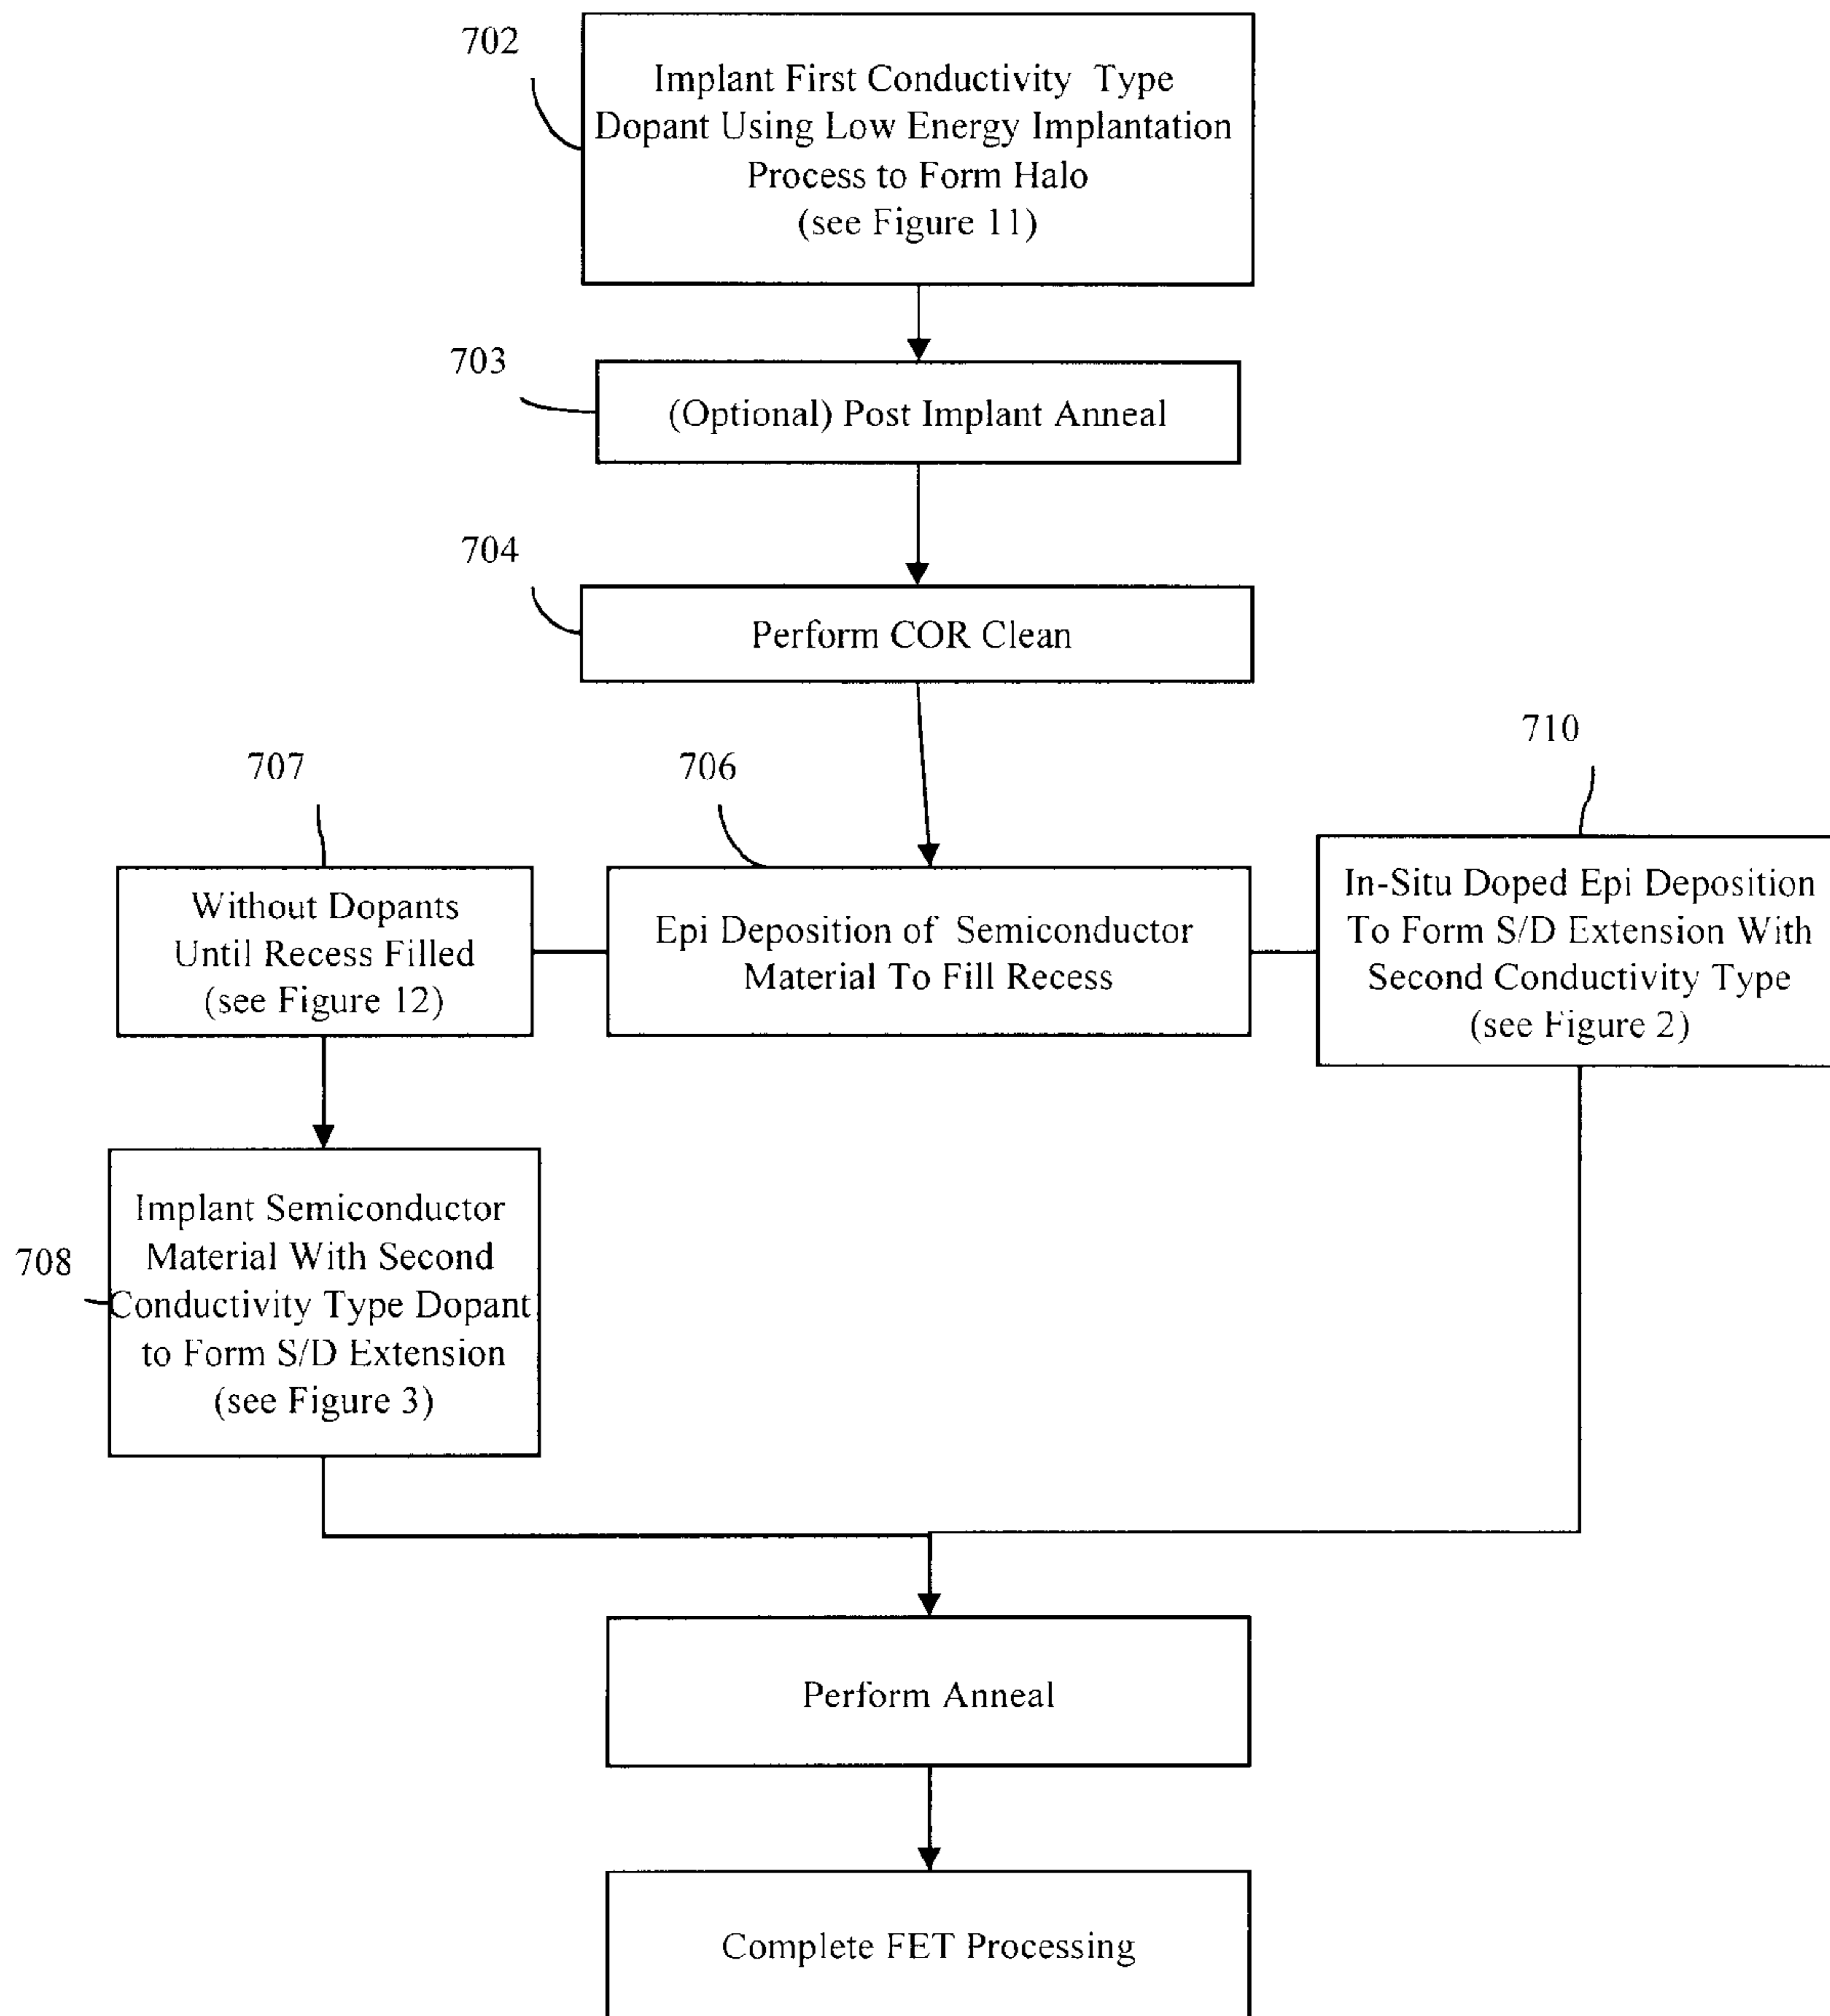 702
Implant First Conductivity Type
Dopant Using Low Energy Implantation
Process to Form Halo
(see Figure 11)
703
(Optional) Post Implant Anneal
704
Perform COR Clean
707
706
710
Without Dopants
Until Recess Filled
(see Figure 12)
Epi Deposition of Semiconductor
Material To Fill Recess
In-Situ Doped Epi Deposition
To Form S/D Extension With
Second Conductivity Type
(see Figure 2)
708
Implant Semiconductor
Material With Second
Conductivity Type Dopant
to Form S/D Extension
(see Figure 3)
Perform Anneal
Complete FET Processing